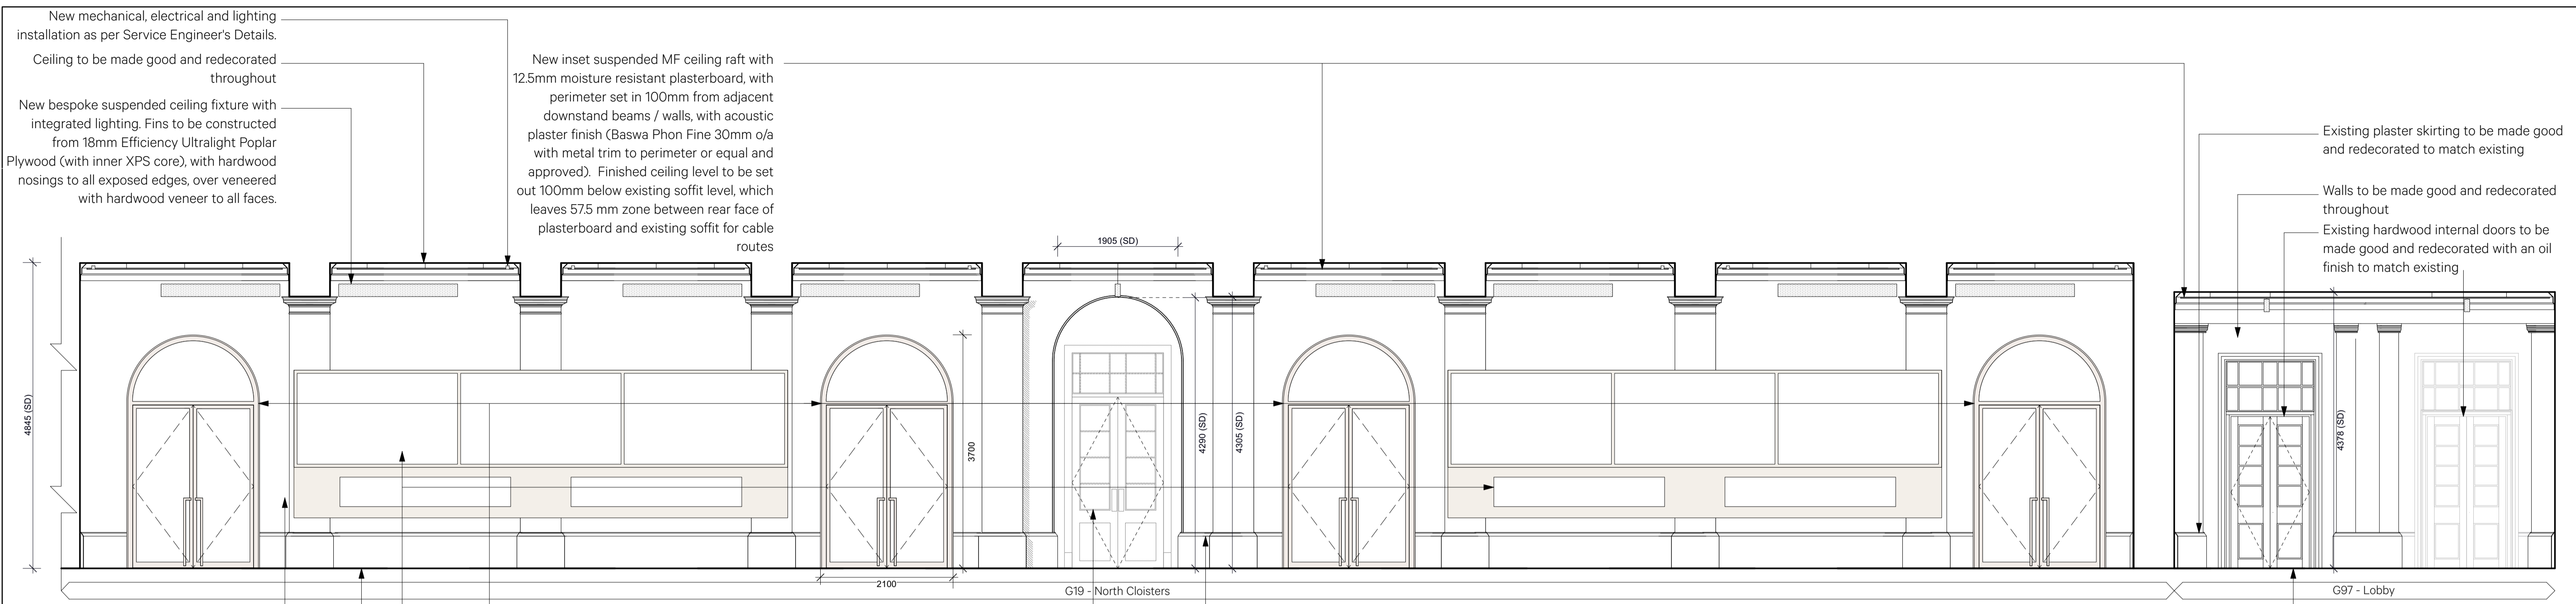 New mechanical, electrical and lighting
installation as per Service Engineer's Details.
Ceiling to be made good and redecorated
throughout
New bespoke suspended ceiling fixture with
integrated lighting. Fins to be constructed
from 18mm Efficiency Ultralight Poplar
Plywood (with inner XPS core), with hardwood
nosings to all exposed edges, over veneered
with hardwood veneer to all faces.
New inset suspended MF ceiling raft with
12.5mm moisture resistant plasterboard, with
perimeter set in 100mm from adjacent
downstand beams / walls, with acoustic
plaster finish (Baswa Phon Fine 30mm o/a
with metal trim to perimeter or equal and
approved). Finished ceiling level to be set
out 100mm below existing soffit level, which
leaves 57.5 mm zone between rear face of
plasterboard and existing soffit for cable
routes
Existing plaster skirting to be made good
and redecorated to match existing
Walls to be made good and redecorated
throughout
Existing hardwood internal doors to be
made good and redecorated with an oil
finish to match existing
1905 (SD)
4845 (SD)
3700
4290 (SD)
4305 (SD)
4378 (SD)
2100
G19 - North Cloisters
G97 - Lobby